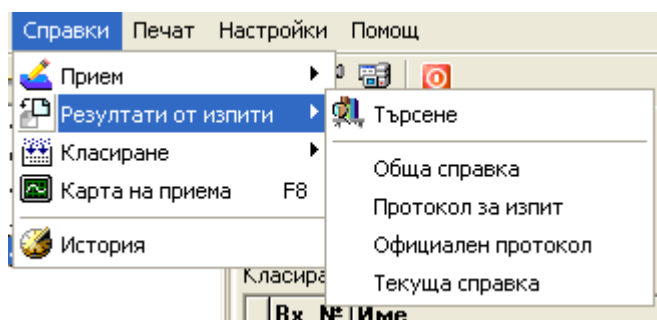 Справки Печат Настройки Помощ
Прием
Резултати от изпити
Класиране
Карта на приема F8
История
Търсене
Обща справка
Протокол за изпит
Официален протокол
Текуща справка
Вх. № Име